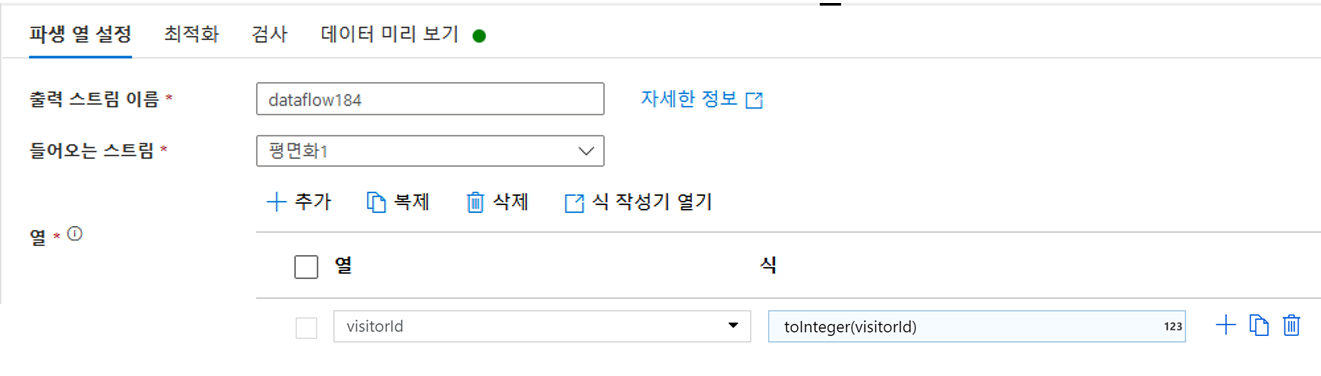 파생 열 설정 최적화 검사 데이터 미리 보기
출력 스트림 이름 * dataflow184 자세한 정보
들어오는 스트림 * 평면화1
추가 복제 삭제 식 작성기 열기
열 *
열 식
visitorId toInteger(visitorId) 123